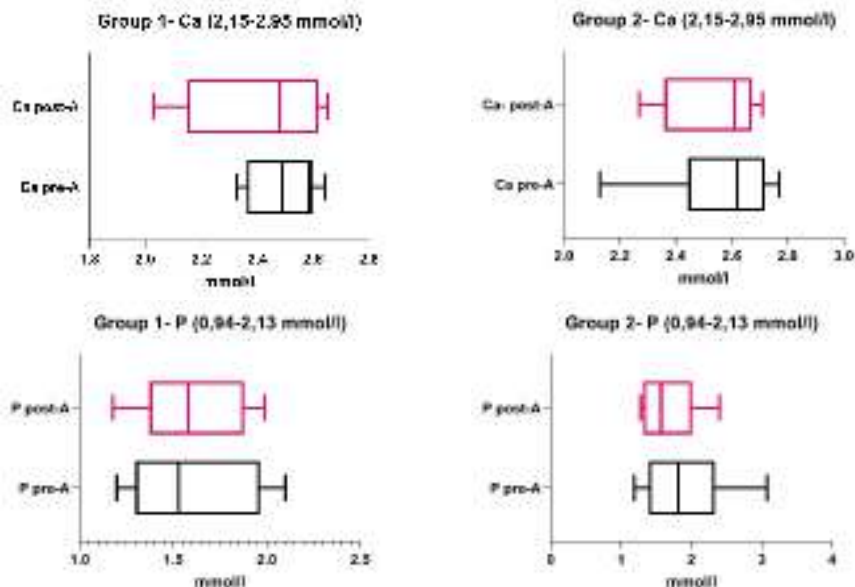 Group 1- Ca (2,15-2,95 mmol/l)
Ca post-A
Ca pre-A
1.8 2.0 2.2 2.4 2.6 2.8
mmol/l
Group 2- Ca (2,15-2,95 mmol/l)
Ca- post-A
Ca pre-A
2.0 2.2 2.4 2.6 2.8 3.0
mmol/l
Group 1- P (0,94-2,13 mmol/l)
P post-A
P pre-A
1.0 1.5 2.0 2.5
mmol/l
Group 2- P (0,94-2,13 mmol/l)
P post-A
P pre-A
0 1 2 3 4
mmol/l